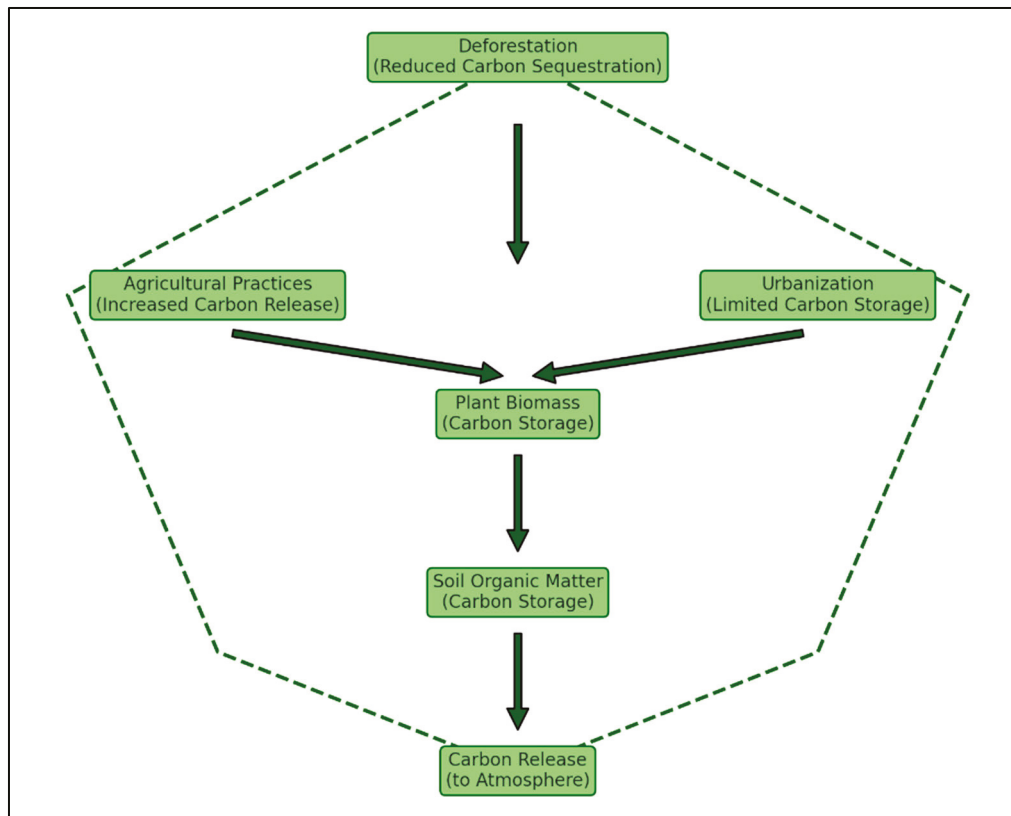 Deforestation
(Reduced Carbon Sequestration)
Agricultural Practices
(Increased Carbon Release)
Urbanization
(Limited Carbon Storage)
Plant Biomass
(Carbon Storage)
Soil Organic Matter
(Carbon Storage)
Carbon Release
(to Atmosphere)